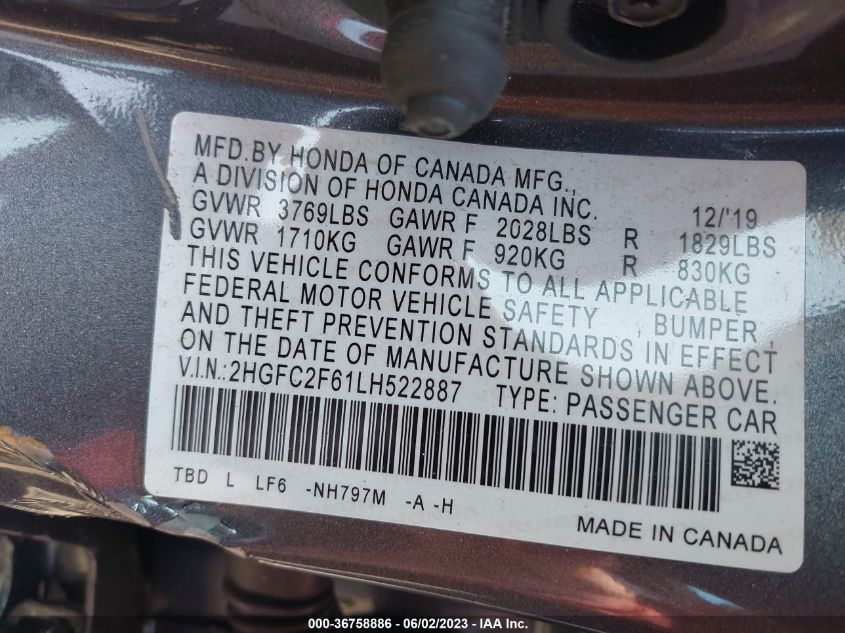 MFD.BY HONDA OF CANADA MFG.,
A DIVISION OF HONDA CANADA INC. 12/'19
GVWR 3769LBS GAWR F 2028LBS R 1829LBS
GVWR 1710KG GAWR F 920KG R 830KG
THIS VEHICLE CONFORMS TO ALL APPLICABLE
FEDERAL MOTOR VEHICLE SAFETY BUMPER,
AND THEFT PREVENTION STANDARDS IN EFFECT
ON THE DATE OF MANUFACTURE SHOWN ABOVE.
V.I.N.:2HGFC2F61LH522887 TYPE: PASSENGER CAR
TBD L LF6 -NH797M -A -H
MADE IN CANADA
000-36758886 - 06/02/2023 - IAA Inc.